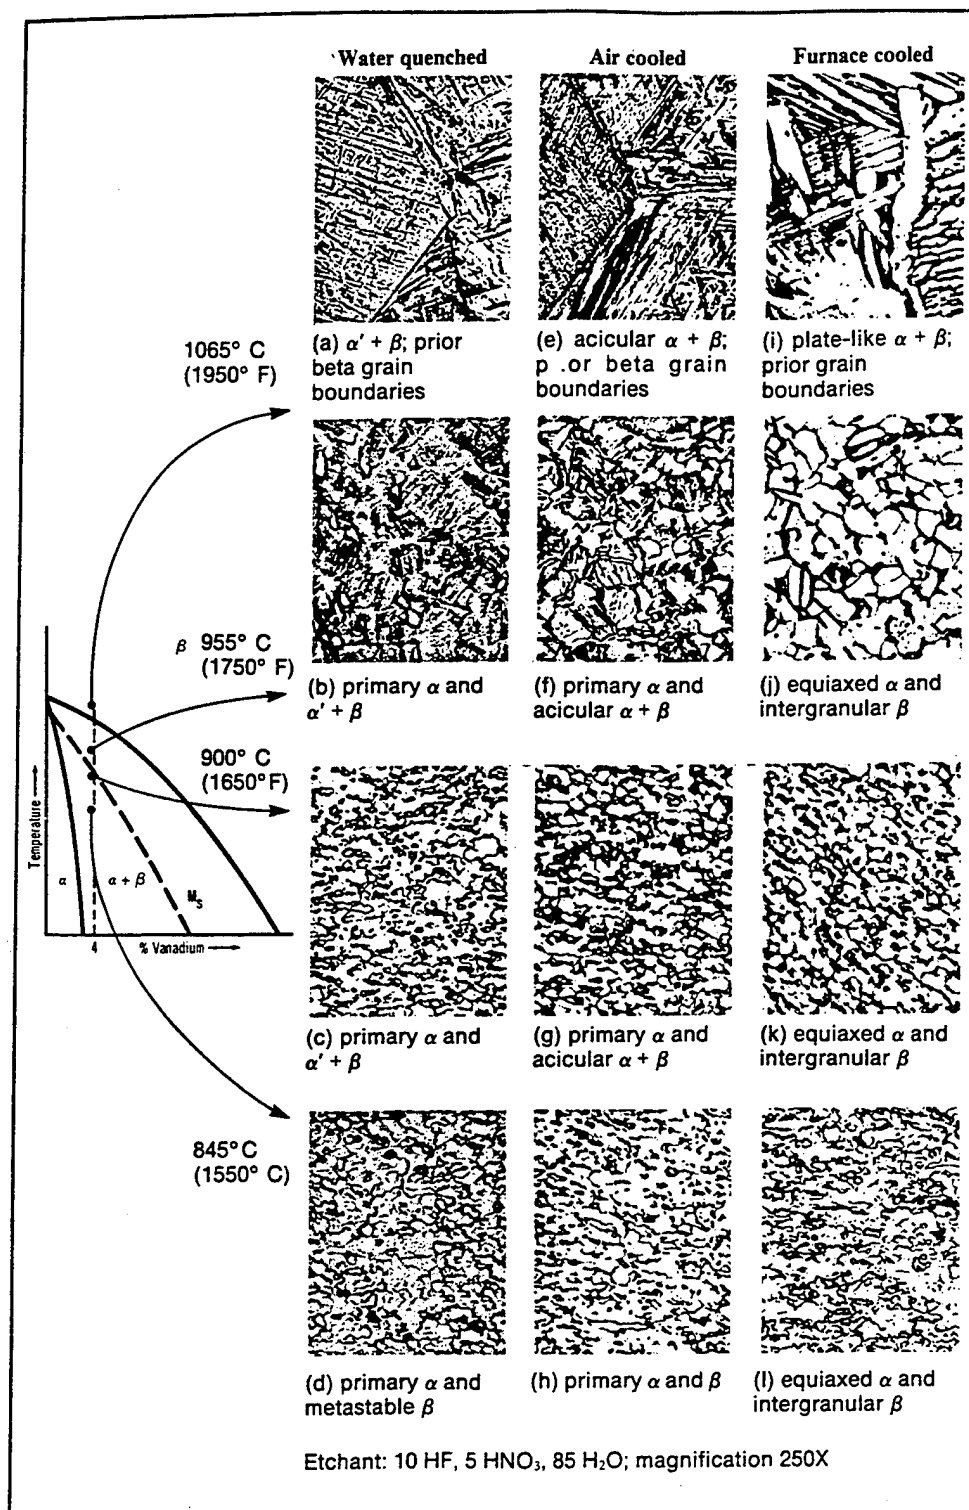 Water quenched
Air cooled
Furnace cooled
1065° C
(1950° F)
(a) α′ + β; prior
beta grain
boundaries
(e) acicular α + β;
p .or beta grain
boundaries
(i) plate-like α + β;
prior grain
boundaries
β 955° C
(1750° F)
(b) primary α and
α′ + β
(f) primary α and
acicular α + β
(j) equiaxed α and
intergranular β
900° C
(1650°F)
Temperature
α
α + β
Ms
4
% Vanadium
(c) primary α and
α′ + β
(g) primary α and
acicular α + β
(k) equiaxed α and
intergranular β
845°C
(1550° C)
(d) primary α and
metastable β
(h) primary α and β
(l) equiaxed α and
intergranular β
Etchant: 10 HF, 5 HNO₃, 85 H₂O; magnification 250X